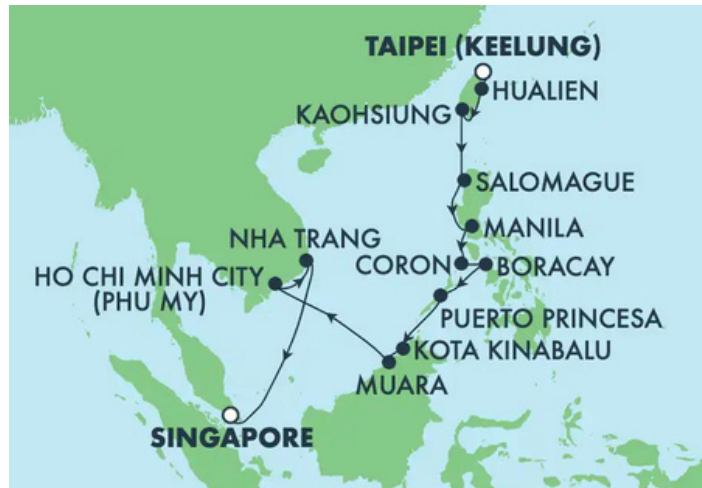 TAIPEI (KEELUNG)
HUALIEN
KAOHSIUNG
SALOMAGUE
MANILA
NHA TRANG
CORON
BORACAY
HO CHI MINH CITY
(PHU MY)
PUERTO PRINCESA
KOTA KINABALU
MUARA
SINGAPORE